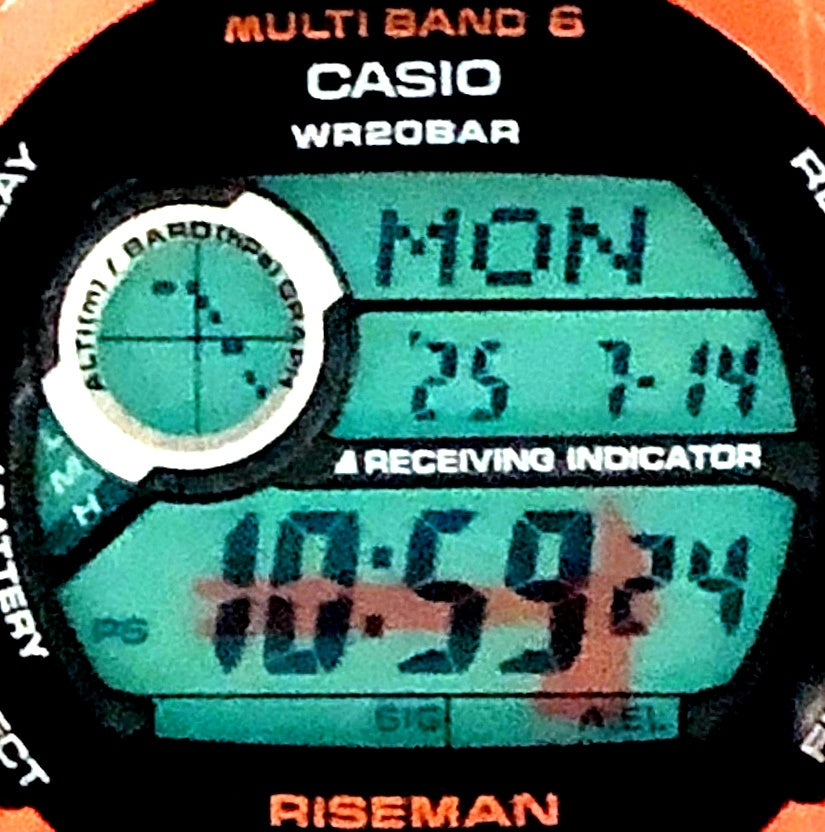 MULTI BAND 6
CASIO
WR20BAR
ALTI(m) / BARO(hPa) GRAPH
MON
'25 7-14
RECEIVING INDICATOR
Y
M
H
10:59 24
PS
SIG A.EL
RISEMAN